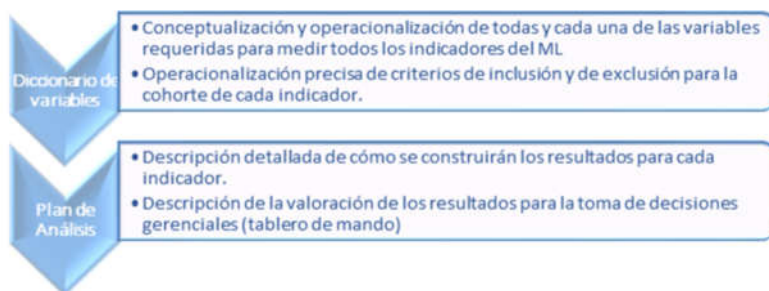 Diccionario de
variables
• Conceptualización y operacionalización de todas y cada una de las variables
requeridas para medir todos los indicadores del ML
• Operacionalización precisa de criterios de inclusión y de exclusión para la
cohorte de cada indicador.
Plan de
Análisis
• Descripción detallada de cómo se construirán los resultados para cada
indicador.
• Descripción de la valoración de los resultados para la toma de decisiones
gerenciales (tablero de mando)